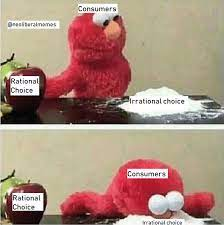 Consumers
@neoliberalmemes
Rational
Choice
Irrational choice
Consumers
Rational
Choice
Irrational choice